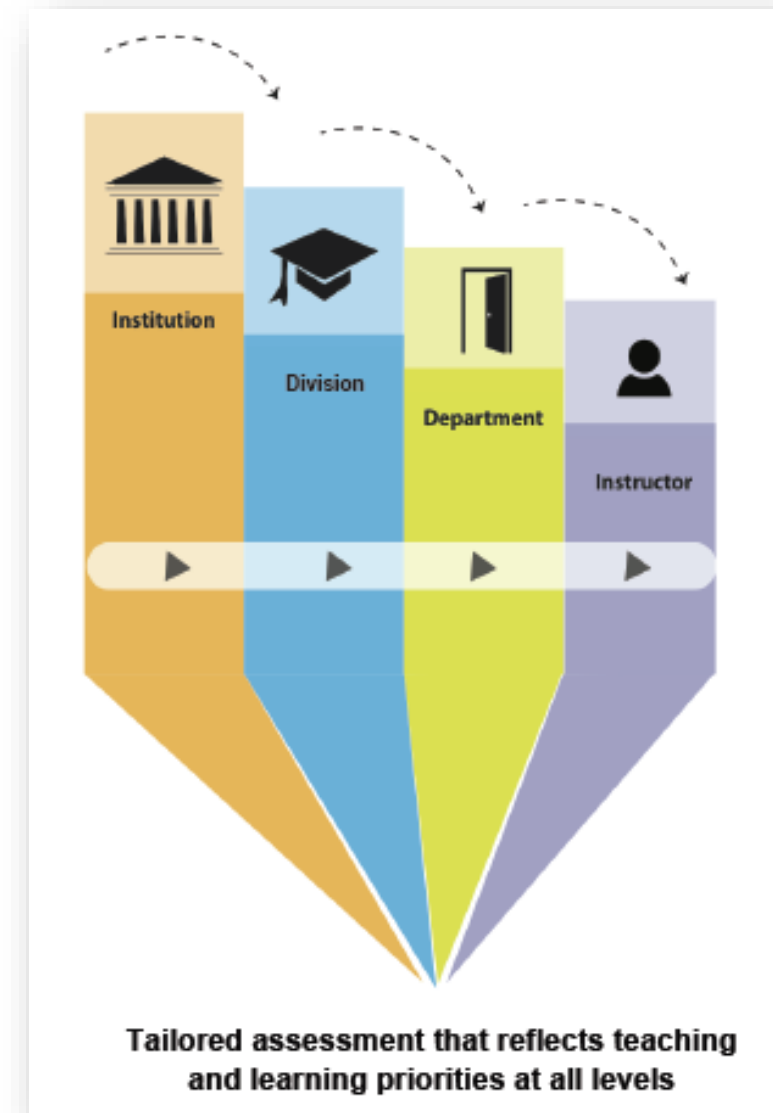 Institution
Division
Department
Instructor
Tailored assessment that reflects teaching
and learning priorities at all levels